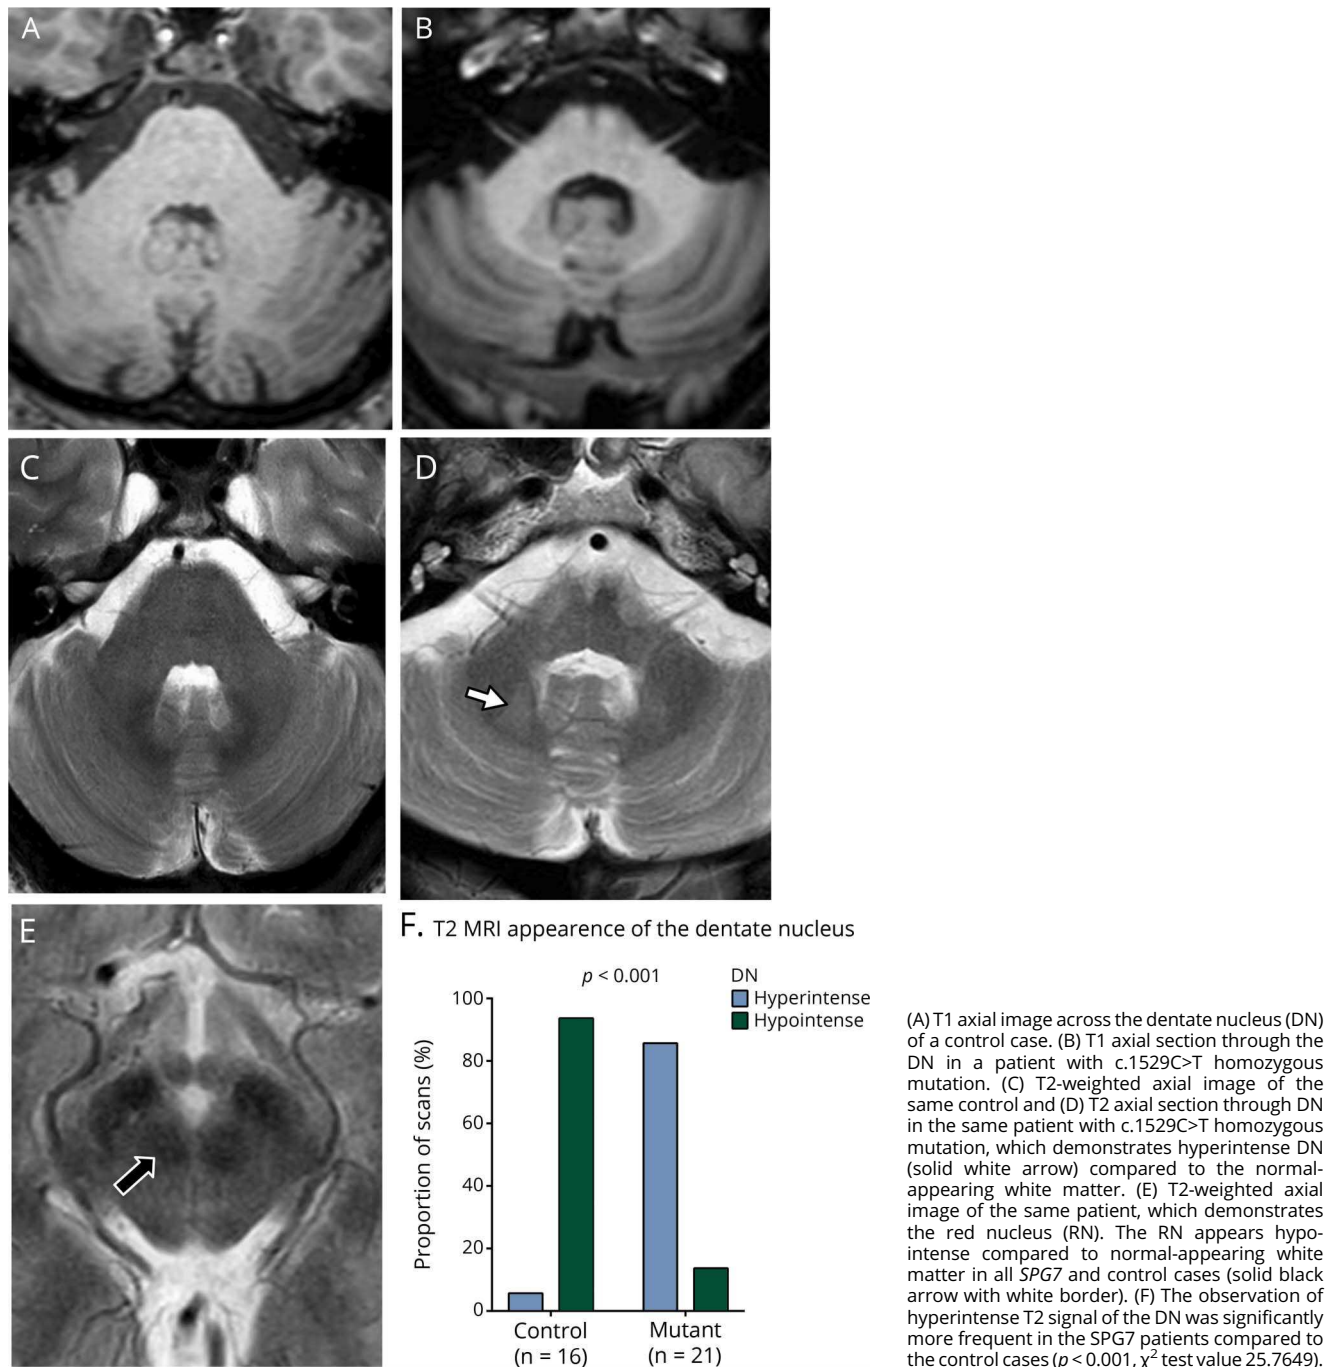 A
B
C
D
E
F. T2 MRI appearence of the dentate nucleus
p < 0.001
DN
Hyperintense
Hypointense
Proportion of scans (%)
100
80
60
40
20
0
Control
(n = 16)
Mutant
(n = 21)
(A) T1 axial image across the dentate nucleus (DN)
of a control case. (B) T1 axial section through the
DN in a patient with c.1529C>T homozygous
mutation. (C) T2-weighted axial image of the
same control and (D) T2 axial section through DN
in the same patient with c.1529C>T homozygous
mutation, which demonstrates hyperintense DN
(solid white arrow) compared to the normal-
appearing white matter. (E) T2-weighted axial
image of the same patient, which demonstrates
the red nucleus (RN). The RN appears hypo-
intense compared to normal-appearing white
matter in all SPG7 and control cases (solid black
arrow with white border). (F) The observation of
hyperintense T2 signal of the DN was significantly
more frequent in the SPG7 patients compared to
the control cases (p < 0.001, χ² test value 25.7649).